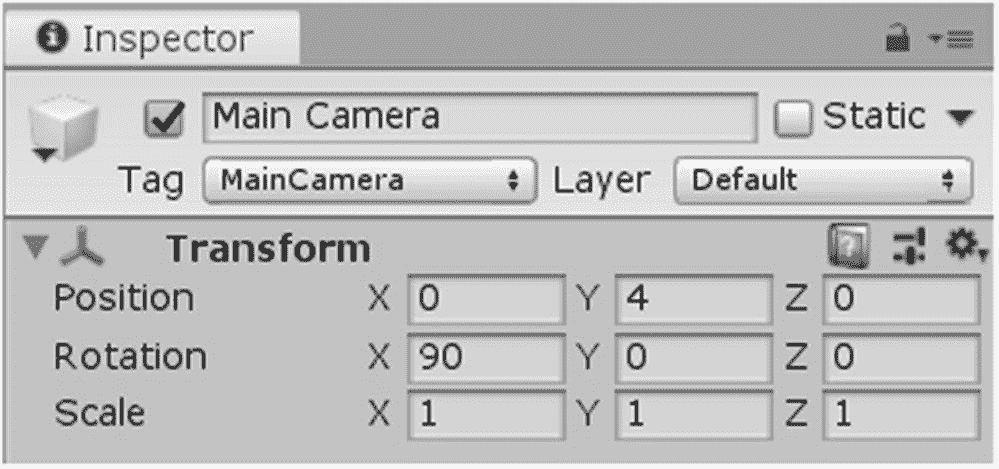 Inspector
Main Camera Static
Tag MainCamera Layer Default
Transform
Position X 0 Y 4 Z 0
Rotation X 90 Y 0 Z 0
Scale X 1 Y 1 Z 1